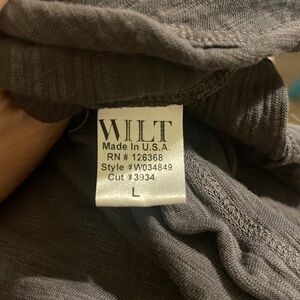 WILT
Made In U.S.A.
RN # 126368
Style #W034849
Cut #3934
L